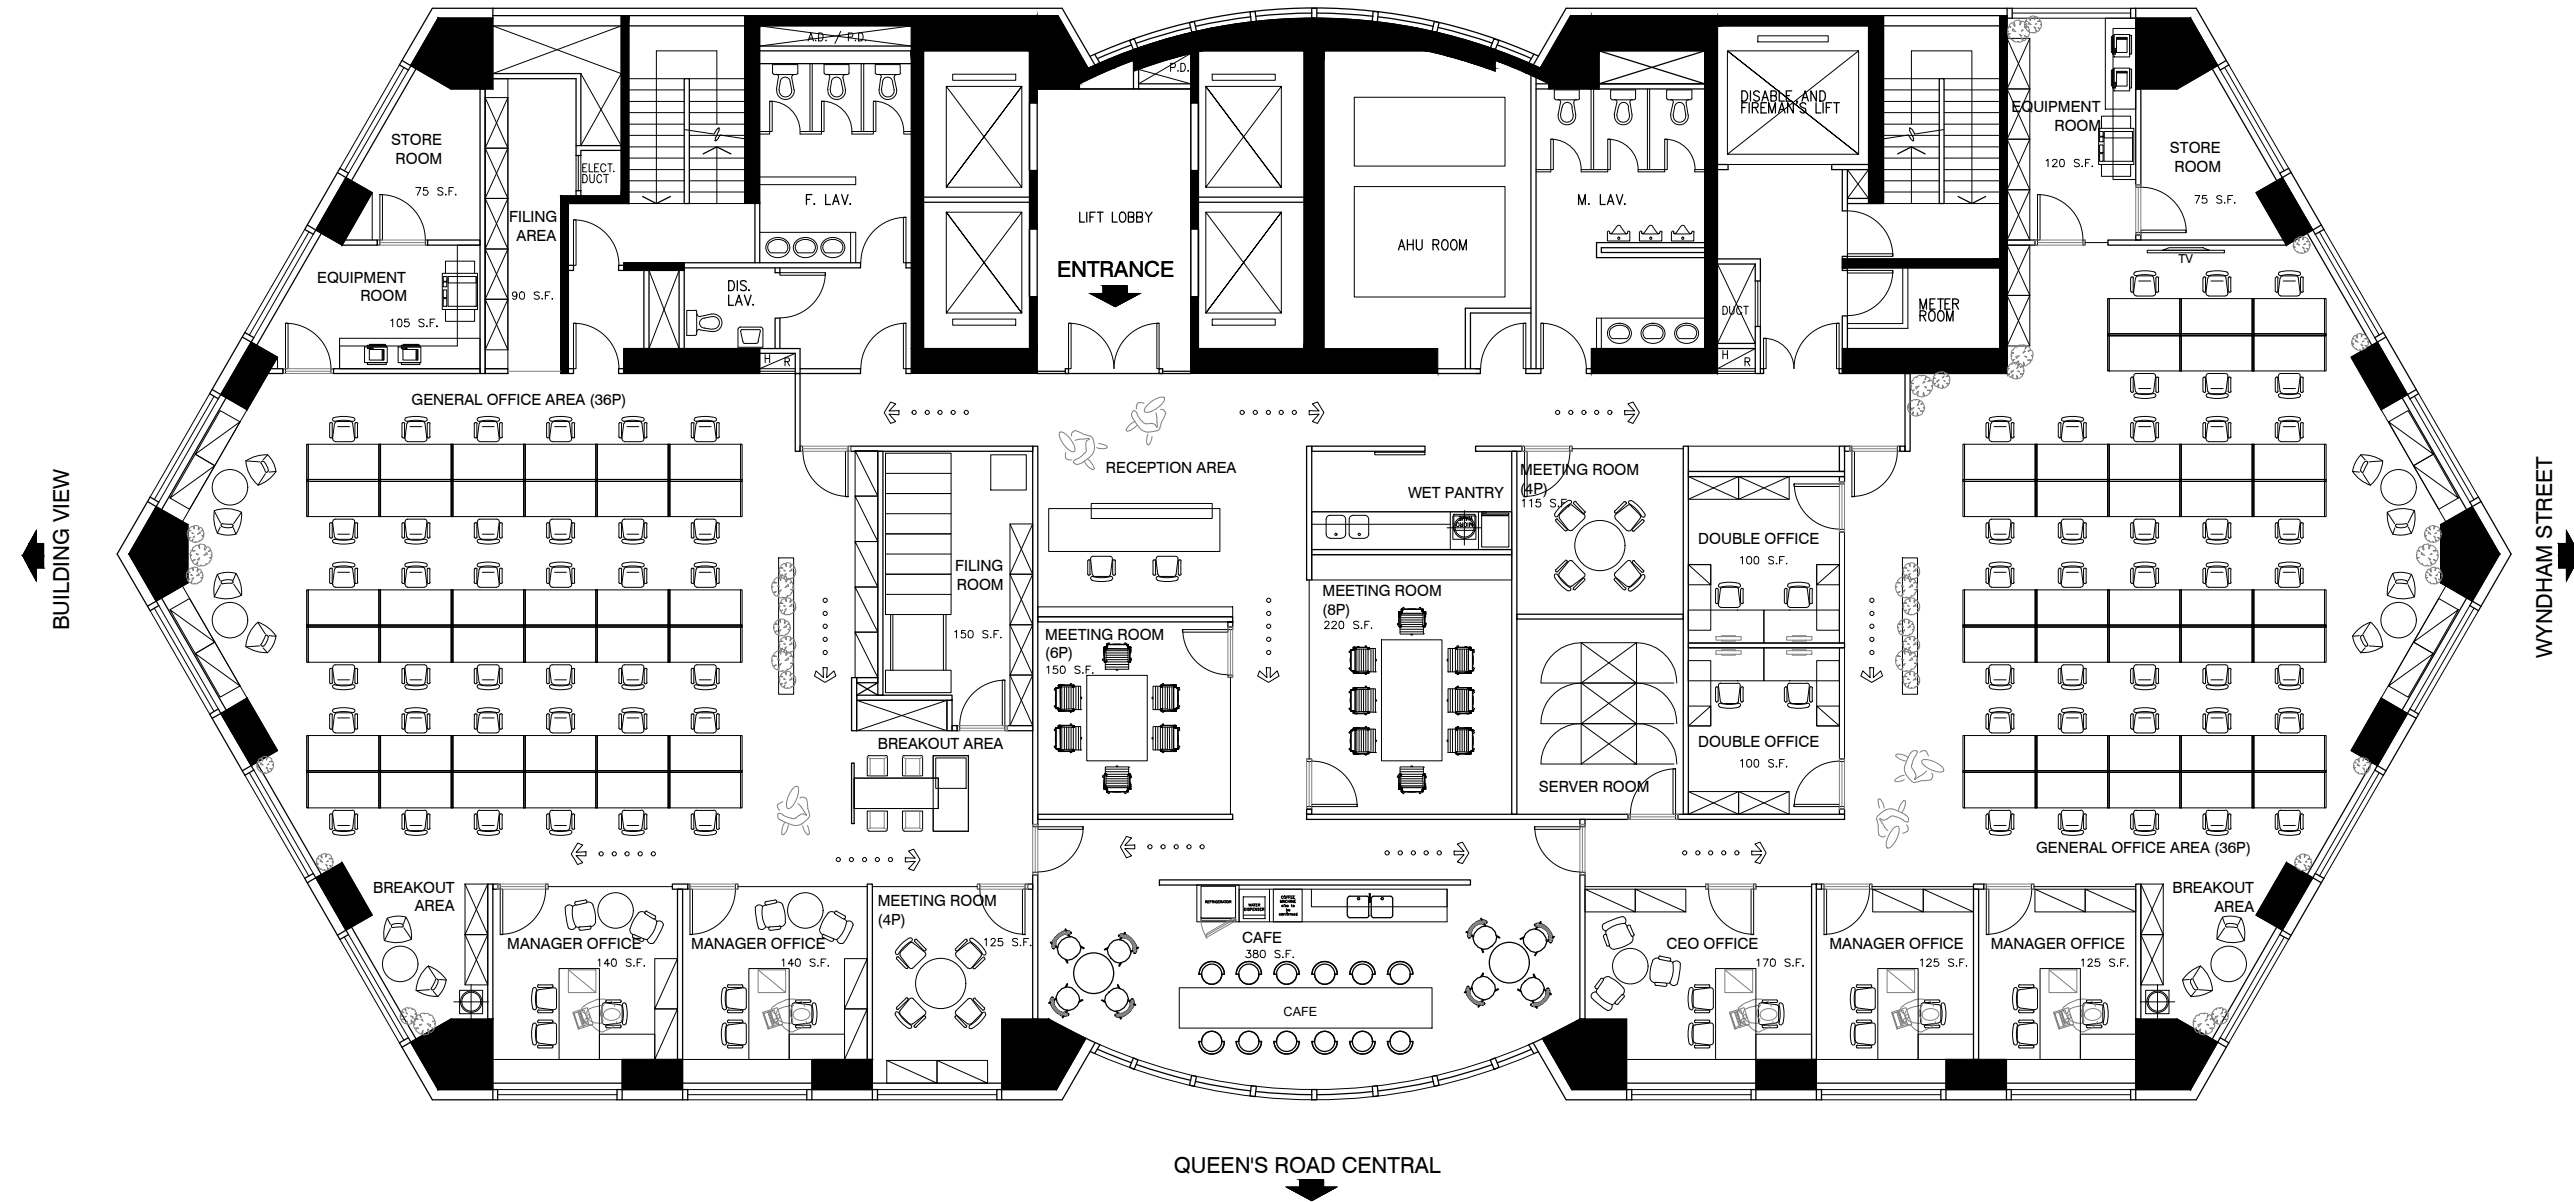 A.D. / P.D.
P.D.
DISABLE AND
FIREMAN'S LIFT
STORE
ROOM
75 S.F.
ELECT.
DUCT
FILING
AREA
90 S.F.
F. LAV.
LIFT LOBBY
ENTRANCE
AHU ROOM
M. LAV.
EQUIPMENT
ROOM
120 S.F.
STORE
ROOM
75 S.F.
TV
EQUIPMENT
ROOM
105 S.F.
DIS.
LAV.
H R
DUCT
H R
METER
ROOM
GENERAL OFFICE AREA (36P)
RECEPTION AREA
WET PANTRY
MEETING ROOM
(4P)
115 S.F.
BUILDING VIEW
WYNDHAM STREET
FILING
ROOM
150 S.F.
MEETING ROOM
(6P)
150 S.F.
MEETING ROOM
(8P)
220 S.F.
DOUBLE OFFICE
100 S.F.
DOUBLE OFFICE
100 S.F.
SERVER ROOM
BREAKOUT AREA
GENERAL OFFICE AREA (36P)
BREAKOUT
AREA
MANAGER OFFICE
140 S.F.
MANAGER OFFICE
140 S.F.
MEETING ROOM
(4P)
125 S.F.
REFRIGERATOR
WATER
DISPENSER
COFFEE
MACHINE
CAFE
380 S.F.
CAFE
CEO OFFICE
170 S.F.
MANAGER OFFICE
125 S.F.
MANAGER OFFICE
125 S.F.
BREAKOUT
AREA
QUEEN'S ROAD CENTRAL